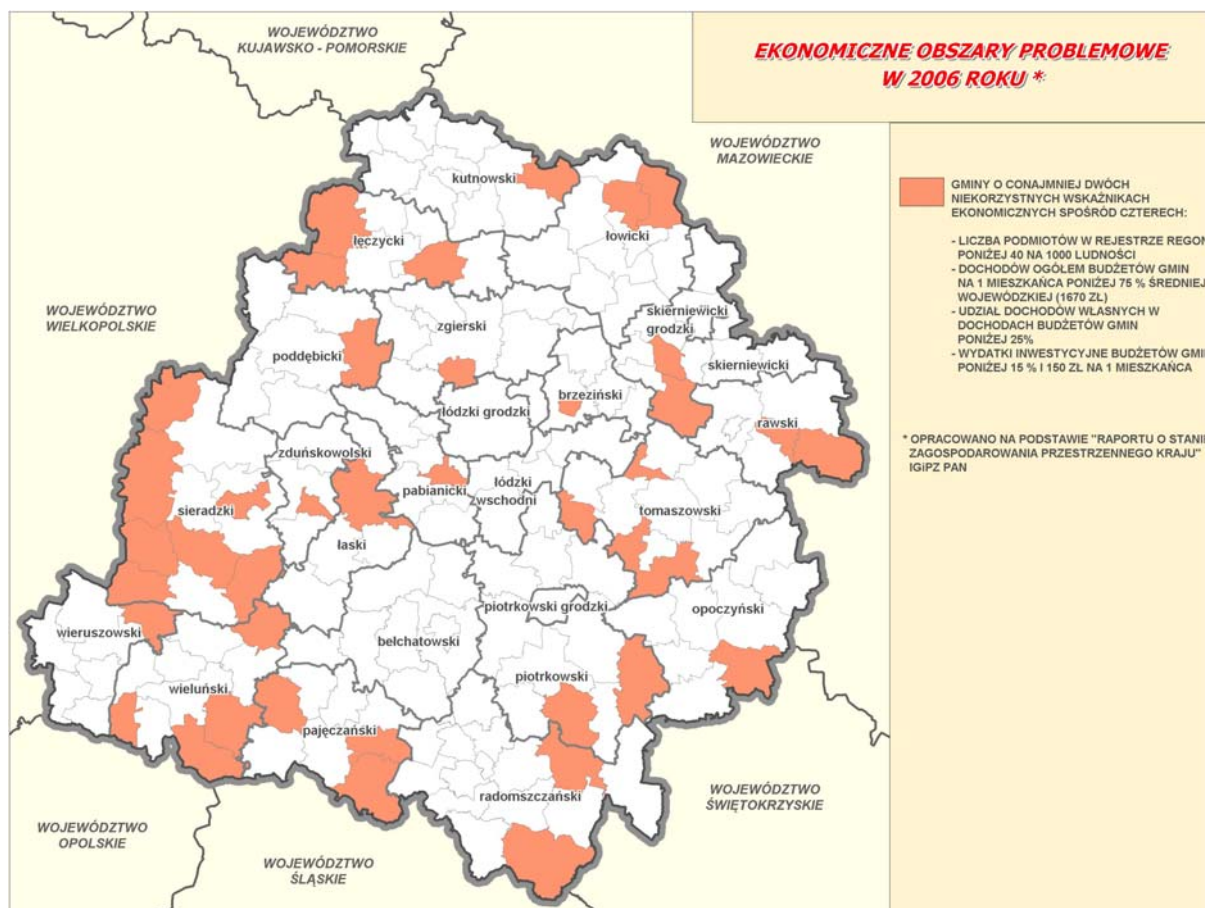 EKONOMICZNE OBSZARY PROBLEMOWE
W 2006 ROKU *
WOJEWÓDZTWO
KUJAWSKO - POMORSKIE
WOJEWÓDZTWO
MAZOWIECKIE
WOJEWÓDZTWO
WIELKOPOLSKIE
WOJEWÓDZTWO
OPOLSKIE
WOJEWÓDZTWO
ŚLĄSKIE
WOJEWÓDZTWO
ŚWIĘTOKRZYSKIE
kutnowski
łęczycki
łowicki
zgierski
skierniewicki
grodzki
skierniewicki
poddębicki
brzeziński
łódzki grodzki
rawski
zduńskowolski
pabianicki
łódzki
wschodni
sieradzki
tomaszowski
łaski
piotrkowski grodzki
opoczyński
wieruszowski
bełchatowski
wieluński
piotrkowski
pajęczański
radomszczański
GMINY O CONAJMNIEJ DWÓCH
NIEKORZYSTNYCH WSKAŹNIKACH
EKONOMICZNYCH SPOŚRÓD CZTERECH:
- LICZBA PODMIOTÓW W REJESTRZE REGON
PONIŻEJ 40 NA 1000 LUDNOŚCI
- DOCHODÓW OGÓŁEM BUDŻETÓW GMIN
NA 1 MIESZKAŃCA PONIŻEJ 75 % ŚREDNIEJ
WOJEWÓDZKIEJ (1670 ZŁ)
- UDZIAŁ DOCHODÓW WŁASNYCH W
DOCHODACH BUDŻETÓW GMIN
PONIŻEJ 25%
- WYDATKI INWESTYCYJNE BUDŻETÓW GMI
PONIŻEJ 15 % I 150 ZŁ NA 1 MIESZKAŃCA
* OPRACOWANO NA PODSTAWIE "RAPORTU O STANI
ZAGOSPODAROWANIA PRZESTRZENNEGO KRAJU"
IGiPZ PAN